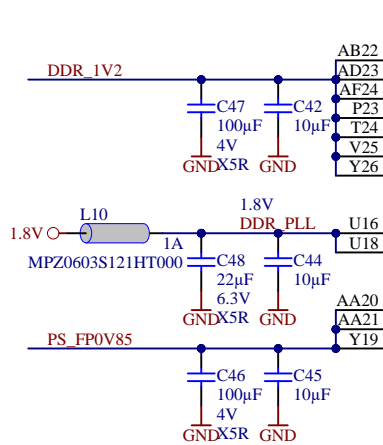 AB22
DDR_1V2
AD23
AF24
C47
C42
P23
100µF
10µF
T24
4V
V25
GND
X5R
GND
Y26
1.8V
L10
1.8V
DDR_PLL
U16
1A
U18
MPZ0603S121HT000
C48
C44
22µF
10µF
6.3V
AA20
GND
X5R
GND
AA21
PS_FP0V85
Y19
C46
C45
100µF
10µF
4V
GND
X5R
GND